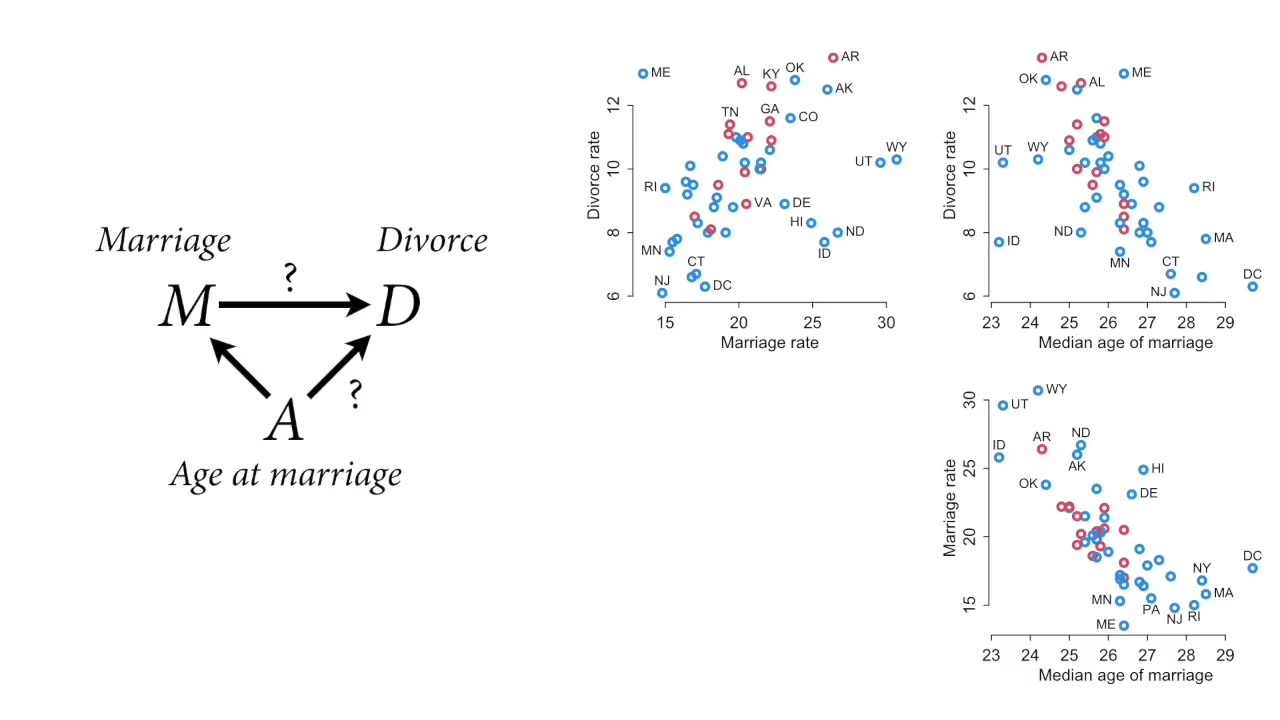 Marriage
Divorce
?
M
D
?
A
Age at marriage
ME
AL
KY
OK
AR
AK
TN
GA
CO
UT
WY
RI
VA
DE
HI
ND
ID
MN
CT
NJ
DC
Divorce rate
6
8
10
12
15
20
25
30
Marriage rate
AR
OK
AL
ME
UT
WY
RI
ID
ND
MN
CT
MA
NJ
DC
Divorce rate
6
8
10
12
23
24
25
26
27
28
29
Median age of marriage
WY
UT
ID
AR
ND
AK
HI
OK
DE
DC
NY
MN
PA
MA
NJ
RI
ME
Marriage rate
15
20
25
30
23
24
25
26
27
28
29
Median age of marriage